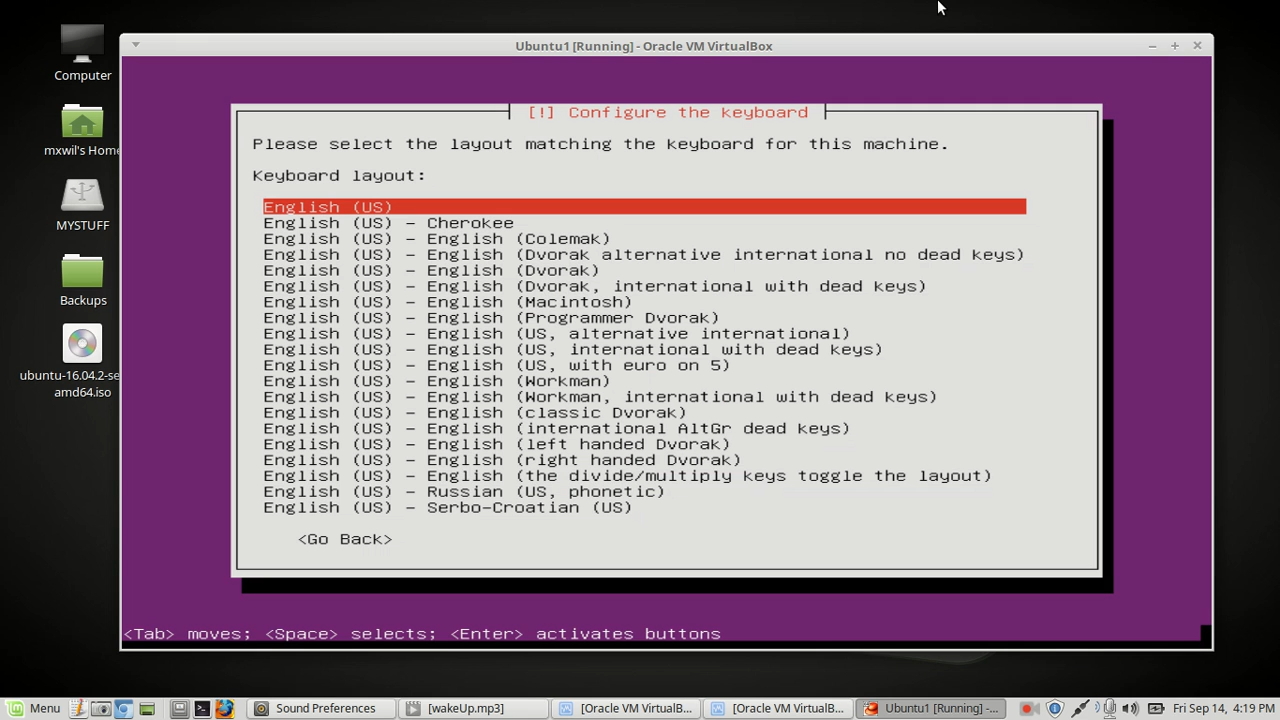 Ubuntu1 [Running] - Oracle VM VirtualBox
Computer
mxwil's Home
MYSTUFF
Backups
ubuntu-16.04.2-se
amd64.iso
[!] Configure the keyboard
Please select the layout matching the keyboard for this machine.
Keyboard layout:
English (US)
English (US) - Cherokee
English (US) - English (Colemak)
English (US) - English (Dvorak alternative international no dead keys)
English (US) - English (Dvorak)
English (US) - English (Dvorak, international with dead keys)
English (US) - English (Macintosh)
English (US) - English (Programmer Dvorak)
English (US) - English (US, alternative international)
English (US) - English (US, international with dead keys)
English (US) - English (US, with euro on 5)
English (US) - English (Workman)
English (US) - English (Workman, international with dead keys)
English (US) - English (classic Dvorak)
English (US) - English (international AltGr dead keys)
English (US) - English (left handed Dvorak)
English (US) - English (right handed Dvorak)
English (US) - English (the divide/multiply keys toggle the layout)
English (US) - Russian (US, phonetic)
English (US) - Serbo-Croatian (US)
<Go Back>
<Tab> moves; <Space> selects; <Enter> activates buttons
Menu Sound Preferences [wakeUp.mp3] [Oracle VM VirtualB... [Oracle VM VirtualB... Ubuntu1 [Running] -... Fri Sep 14, 4:19 PM